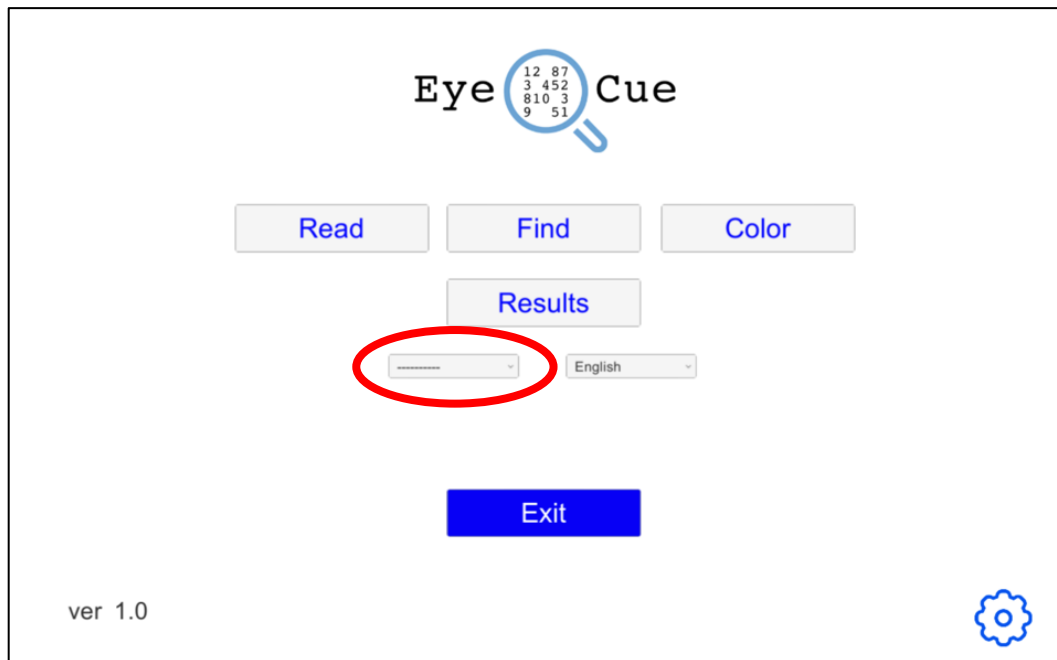 Eye Cue
12 87
3 452
810 3
9 51
Read Find Color
Results
---------- English
Exit
ver 1.0